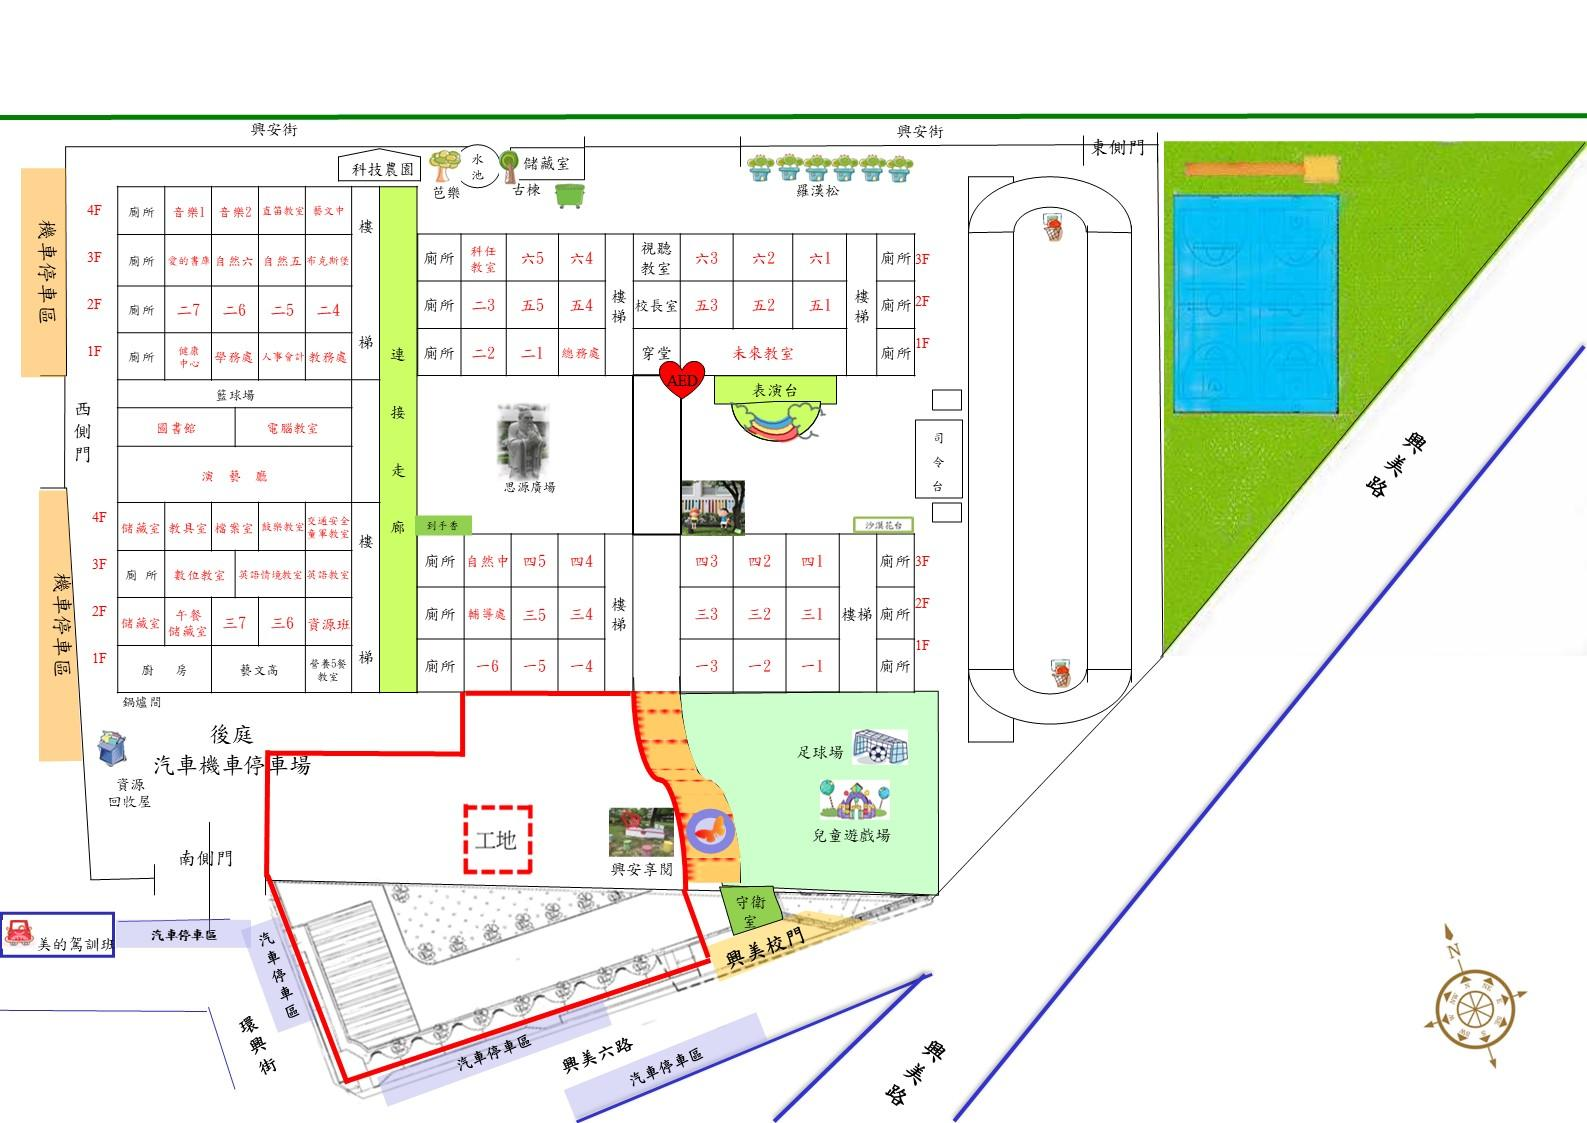 興安街
興安街
東側門
科技農園
水池
儲藏室
芭樂
古楝
羅漢松
機車停車區
4F
廁所 音樂1 音樂2 直笛教室 藝文中
樓梯
3F
廁所 愛的書庫 自然六 自然五 布克斯堡
2F
廁所 二7 二6 二5 二4
1F
廁所 健康中心 學務處 人事會計 教務處
連接走廊
廁所 科任教室 六5 六4
樓梯
視聽教室 六3 六2 六1
樓梯
廁所 3F
廁所 二3 五5 五4
校長室 五3 五2 五1
廁所 2F
廁所 二2 二1 總務處
穿堂 未來教室
廁所 1F
AED
表演台
籃球場
西側門
圖書館 電腦教室
演藝廳
思源廣場
司令台
興美路
機車停車區
4F
儲藏室 教具室 檔案室 鼓樂教室 交通安全童軍教室
到手香
沙漠花台
樓梯
3F
廁所 數位教室 英語情境教室 英語教室
2F
儲藏室 午餐儲藏室 三7 三6 資源班
1F
廚房 藝文高 營養5餐教室
廁所 自然中 四5 四4
樓梯
四3 四2 四1
樓梯
廁所 3F
廁所 輔導處 三5 三4
三3 三2 三1
廁所 2F
廁所 一6 一5 一4
一3 一2 一1
廁所 1F
鍋爐間
後庭
汽車機車停車場
資源
回收屋
足球場
兒童遊戲場
工地
興安享閱
南側門
守衛室
興美校門
美的駕訓班
汽車停車區
汽車停車區
環興街
汽車停車區
興美六路
汽車停車區
興美路
N